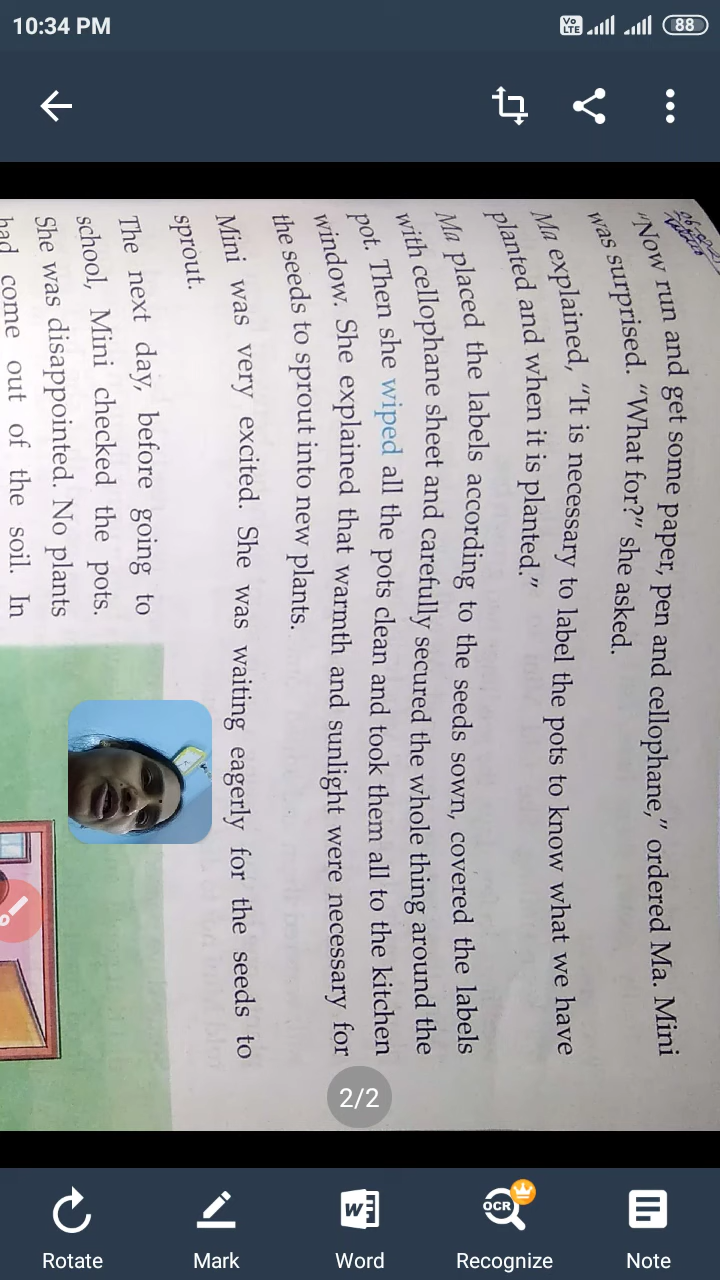 10:34 PM
Vo LTE
88
"Now run and get some paper, pen and cellophane," ordered Ma. Mini
was surprised. "What for?" she asked.
Ma explained, "It is necessary to label the pots to know what we have
planted and when it is planted."
Ma placed the labels according to the seeds sown, covered the labels
with cellophane sheet and carefully secured the whole thing around the
pot. Then she wiped all the pots clean and took them all to the kitchen
window. She explained that warmth and sunlight were necessary for
the seeds to sprout into new plants.
Mini was very excited. She was waiting eagerly for the seeds to
sprout.
The next day, before going to
school, Mini checked the pots.
She was disappointed. No plants
had come out of the soil. In
2/2
W
OCR
Rotate
Mark
Word
Recognize
Note